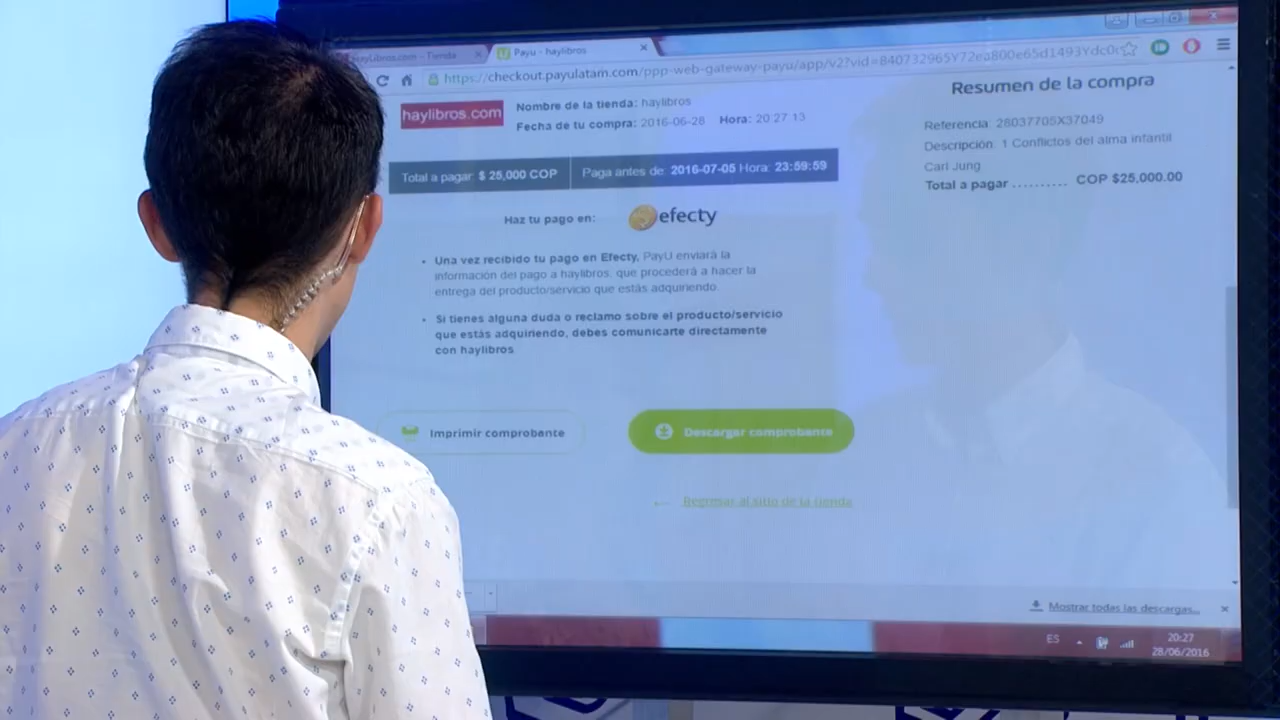 hayLibros.com - Tienda
PayU - haylibros
https://checkout.payulatam.com/ppp-web-gateway-payu/app/v2?vid=
haylibros.com
Nombre de la tienda: haylibros
Fecha de tu compra: 2016-06-28 Hora: 20:27:13
Total a pagar: $ 25,000 COP
Paga antes de: 2016-07-05 Hora: 23:59:59
Haz tu pago en: efecty
• Una vez recibido tu pago en Efecty, PayU enviará la
información del pago a haylibros, que procederá a hacer la
entrega del producto/servicio que estás adquiriendo.
• Si tienes alguna duda o reclamo sobre el producto/servicio
que estás adquiriendo, debes comunicarte directamente
con haylibros
Imprimir comprobante
Descargar comprobante
Regresar al sitio de la tienda
Resumen de la compra
Referencia: 28037705X37049
Descripción: 1 Conflictos del alma infantil
Carl Jung
Total a pagar .......... COP $25,000.00
Mostrar todas las descargas...
ES
20:27
28/06/2016